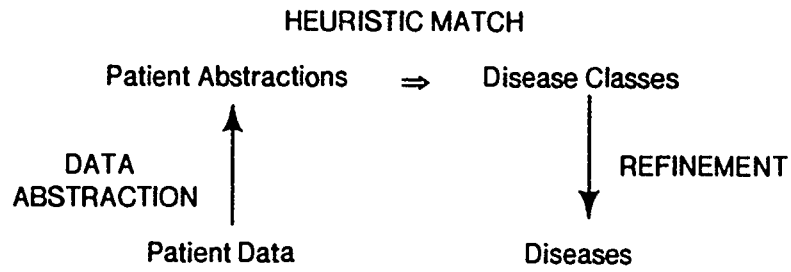 HEURISTIC MATCH
Patient Abstractions ⇒ Disease Classes
DATA
ABSTRACTION
REFINEMENT
Patient Data
Diseases